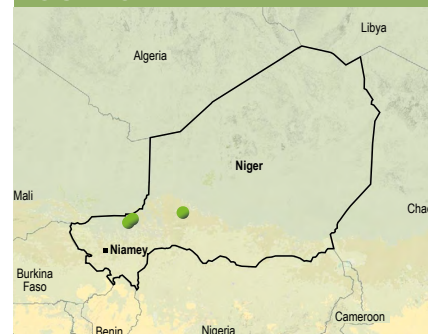 Libya
Algeria
Niger
Mali
Chad
Niamey
Burkina
Faso
Benin
Nigeria
Cameroon